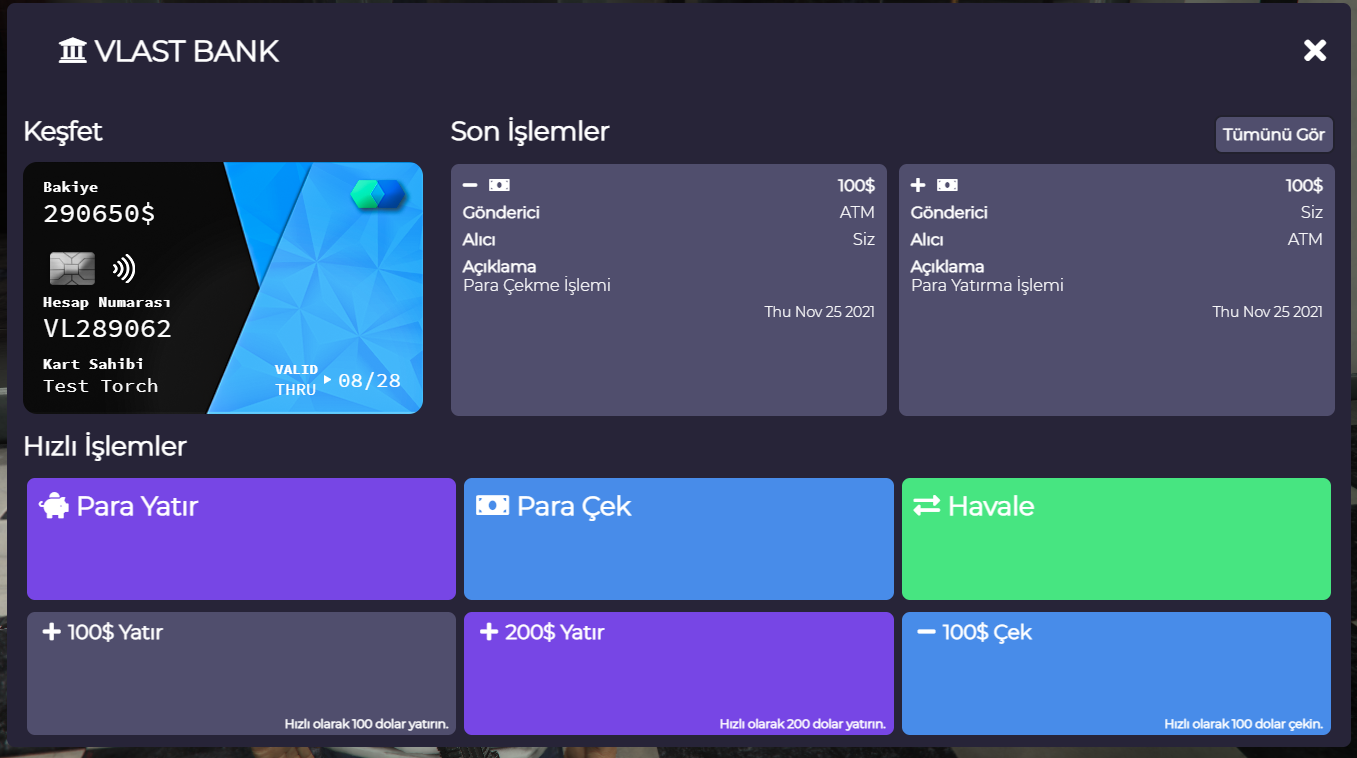 VLAST BANK
Keşfet
Bakiye
290650$
Hesap Numarası
VL289062
Kart Sahibi
Test Torch
VALID
THRU
08/28
Son İşlemler
Tümünü Gör
100$
Gönderici ATM
Alıcı Siz
Açıklama
Para Çekme İşlemi
Thu Nov 25 2021
100$
Gönderici Siz
Alıcı ATM
Açıklama
Para Yatırma İşlemi
Thu Nov 25 2021
Hızlı İşlemler
Para Yatır
Para Çek
Havale
+ 100$ Yatır
Hızlı olarak 100 dolar yatırın.
+ 200$ Yatır
Hızlı olarak 200 dolar yatırın.
− 100$ Çek
Hızlı olarak 100 dolar çekin.